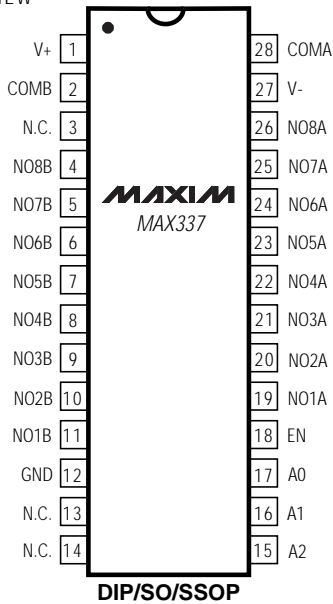 V+ 1 28 COMA
COMB 2 27 V-
N.C. 3 26 NO8A
NO8B 4 25 NO7A
NO7B 5 MAXIM 24 NO6A
MAX337
NO6B 6 23 NO5A
NO5B 7 22 NO4A
NO4B 8 21 NO3A
NO3B 9 20 NO2A
NO2B 10 19 NO1A
NO1B 11 18 EN
GND 12 17 A0
N.C. 13 16 A1
N.C. 14 15 A2
DIP/SO/SSOP